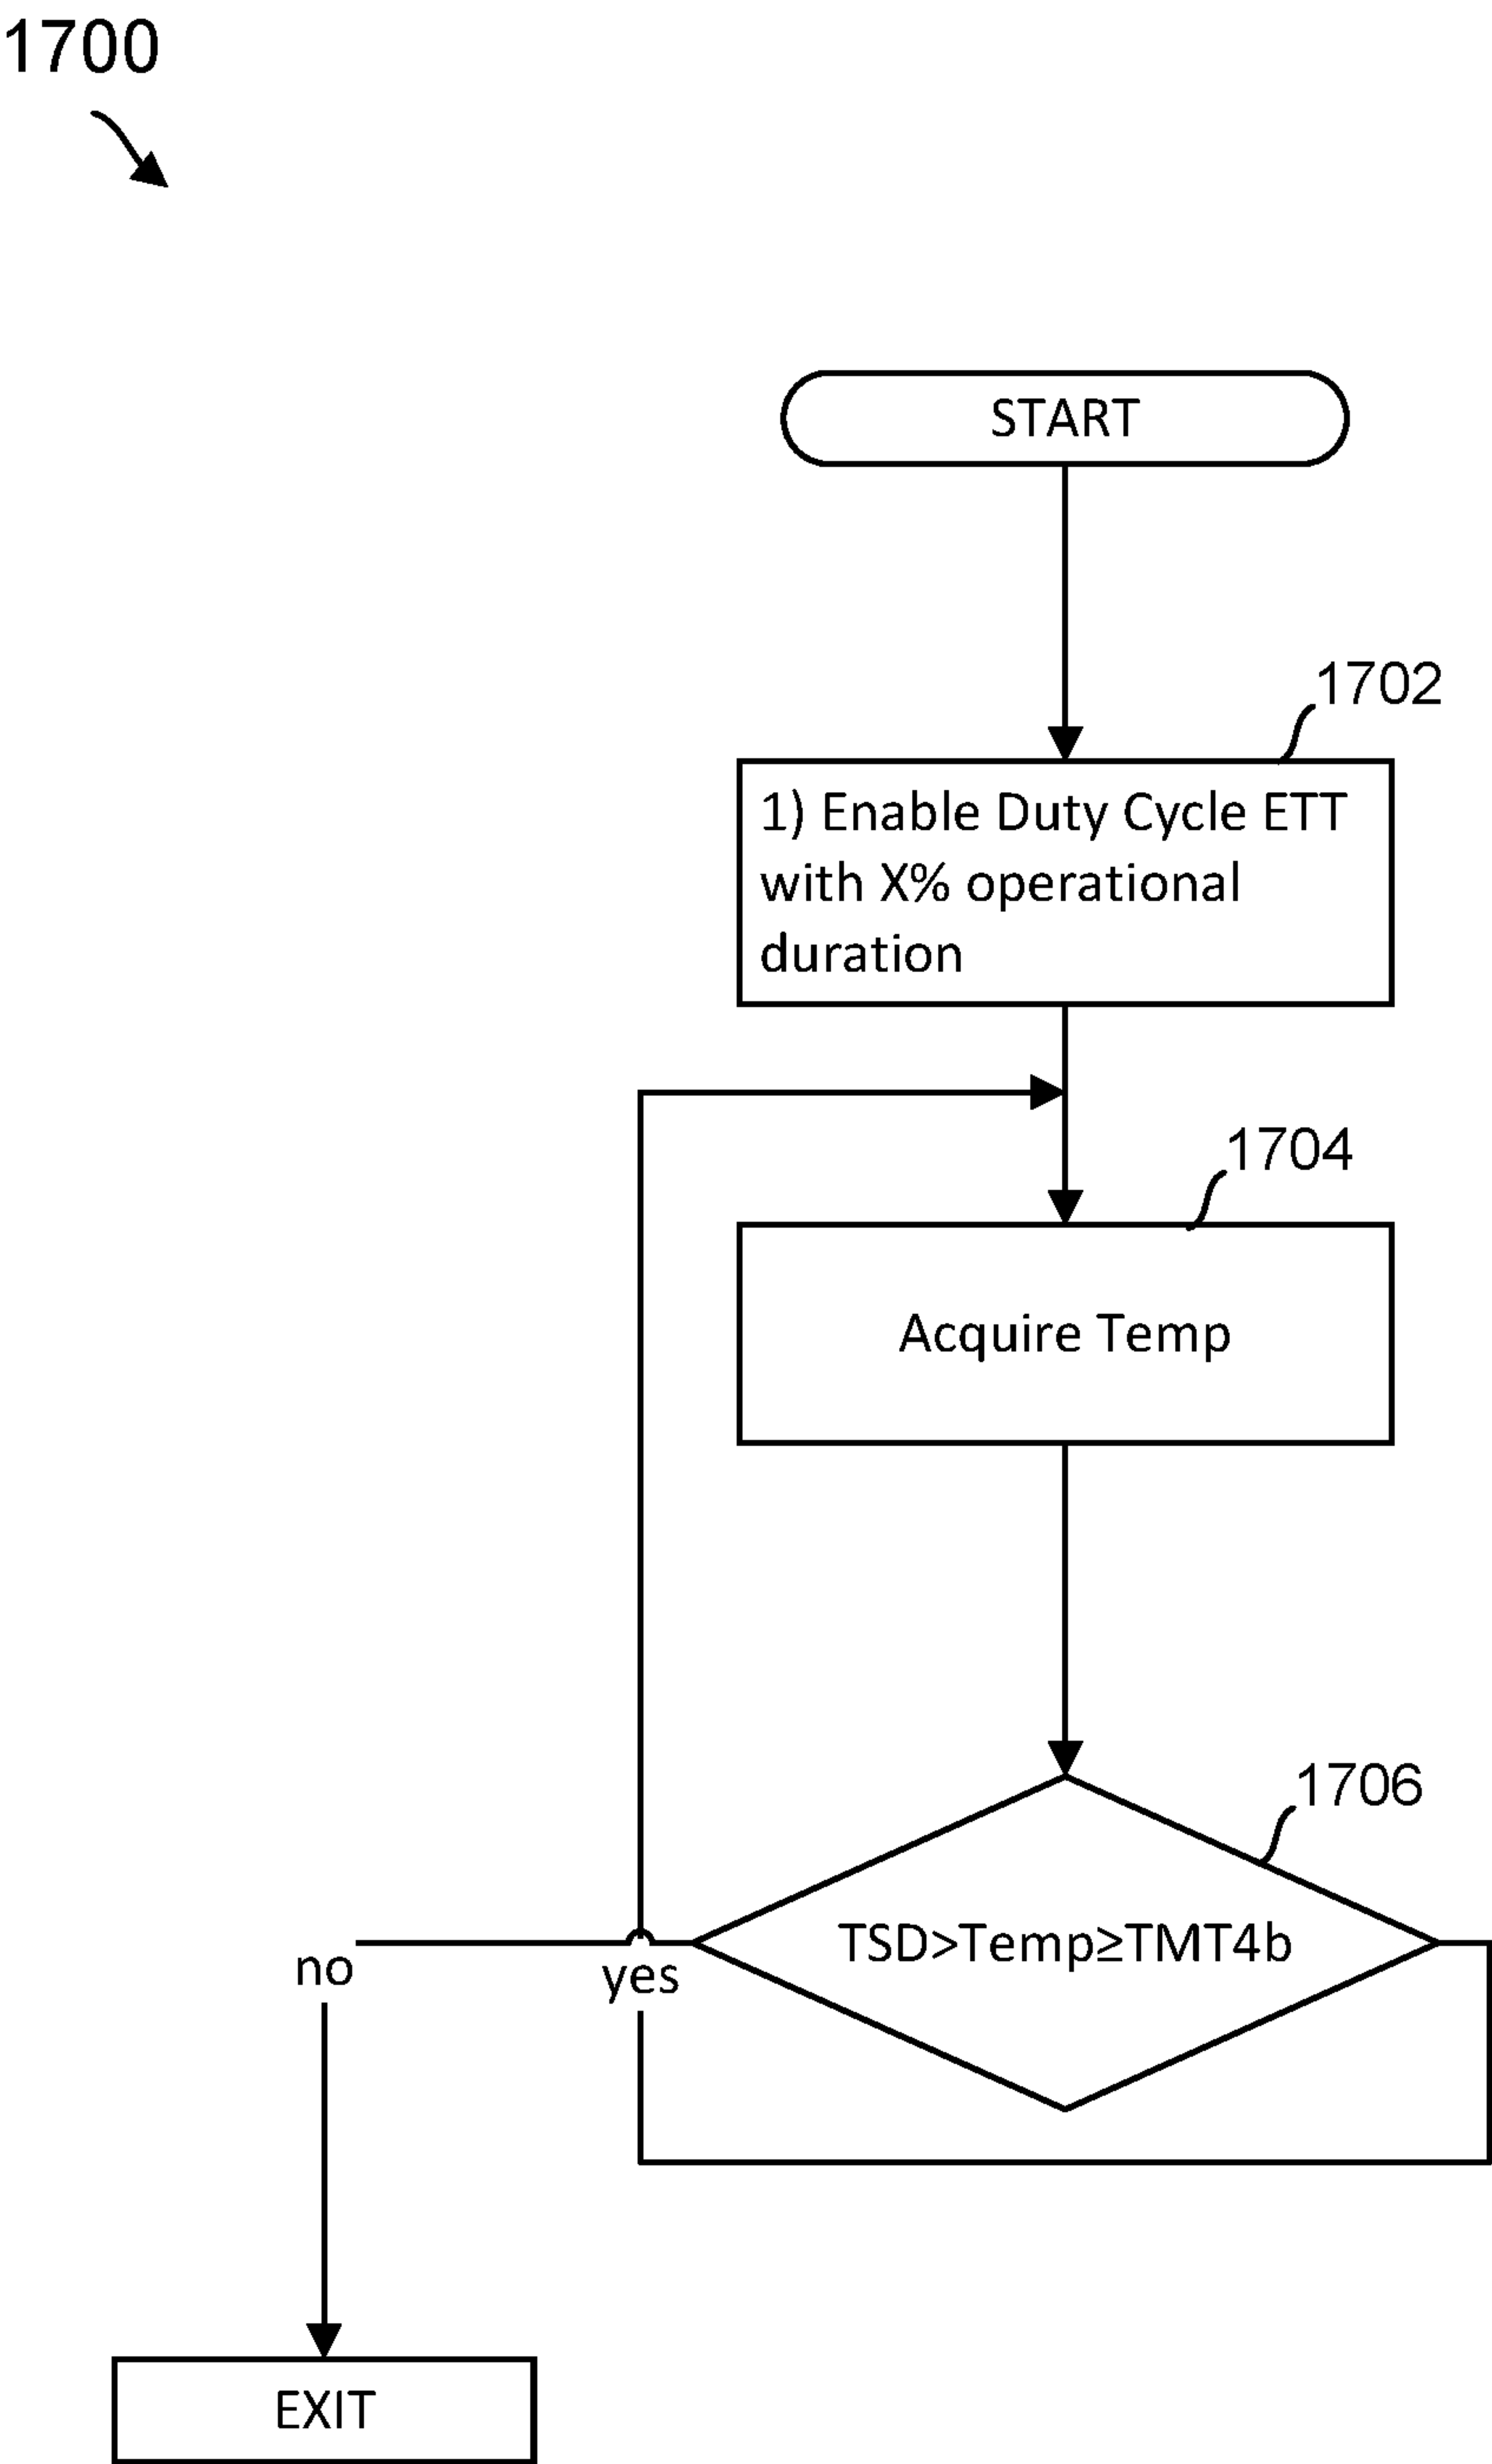 1700
START
1702
1) Enable Duty Cycle ETT
with X% operational
duration
1704
Acquire Temp
1706
TSD>Temp≥TMT4b
no
yes
EXIT